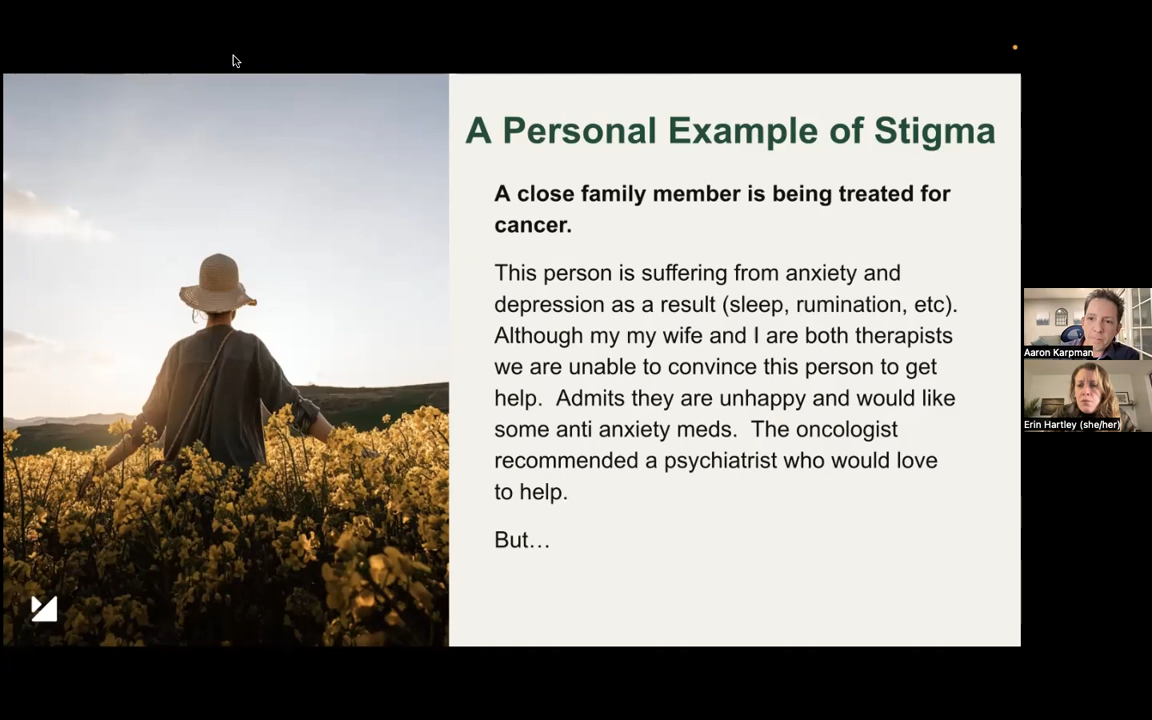 A Personal Example of Stigma
A close family member is being treated for
cancer.
This person is suffering from anxiety and
depression as a result (sleep, rumination, etc).
Although my my wife and I are both therapists
we are unable to convince this person to get
help.  Admits they are unhappy and would like
some anti anxiety meds.  The oncologist
recommended a psychiatrist who would love
to help.
But…
Aaron Karpman
Erin Hartley (she/her)